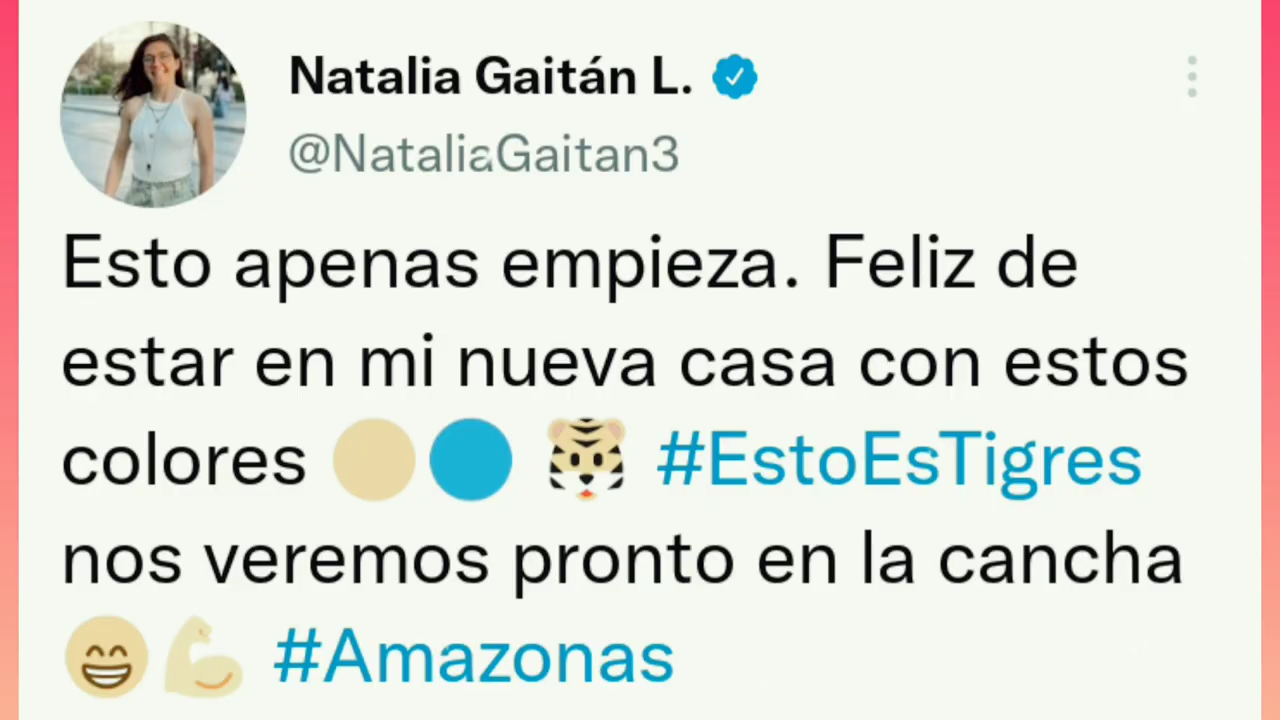 Natalia Gaitán L.
@NataliaGaitan3
Esto apenas empieza. Feliz de
estar en mi nueva casa con estos
colores 🟡🔵 🐯 #EstoEsTigres
nos veremos pronto en la cancha
😁💪 #Amazonas